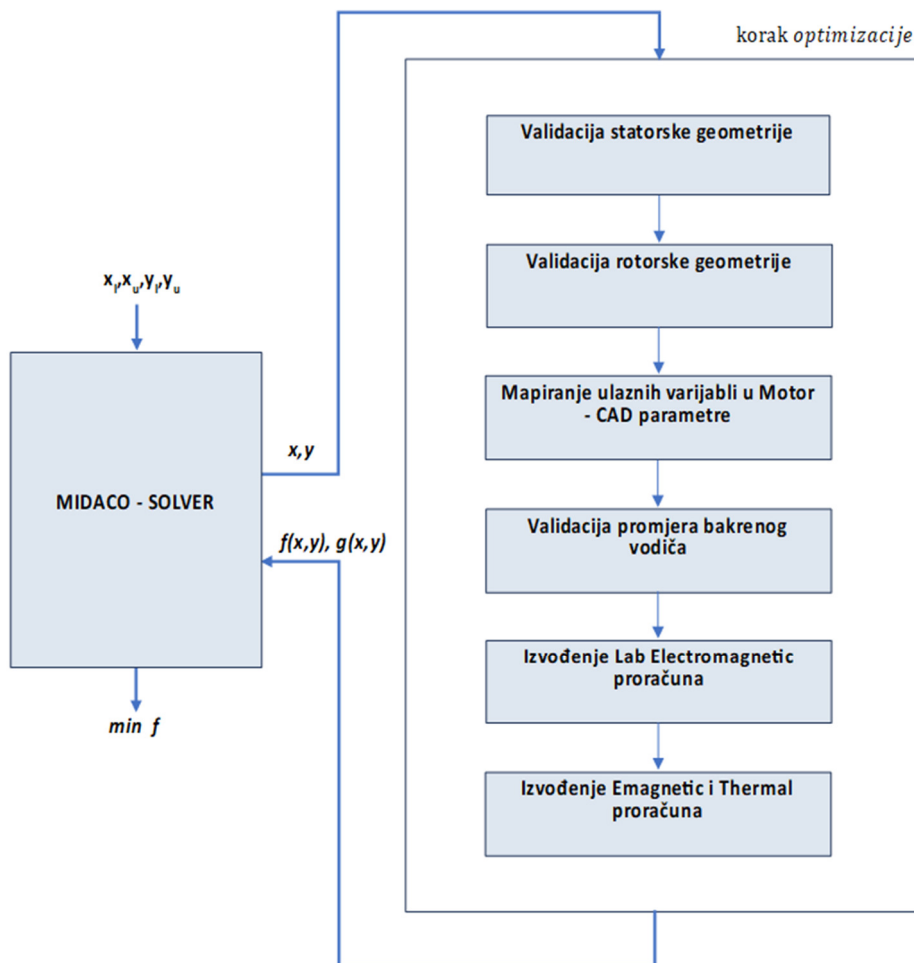 korak optimizacije
Validacija statorske geometrije
Validacija rotorske geometrije
Mapiranje ulaznih varijabli u Motor
- CAD parametre
Validacija promjera bakrenog
vodiča
Izvođenje Lab Electromagnetic
proračuna
Izvođenje Emagnetic i Thermal
proračuna
x_l,x_u,y_l,y_u
MIDACO - SOLVER
x,y
f(x,y), g(x,y)
min f